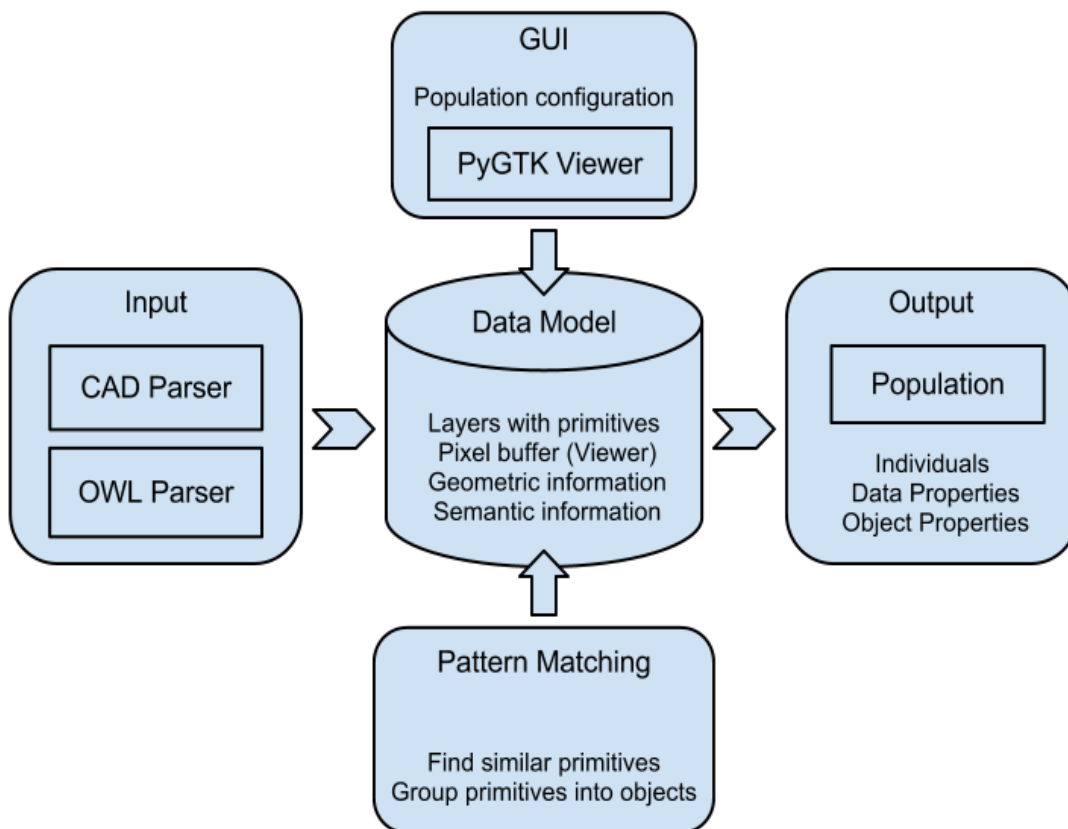 GUI
Population configuration
PyGTK Viewer
Input
CAD Parser
OWL Parser
Data Model
Layers with primitives
Pixel buffer (Viewer)
Geometric information
Semantic information
Output
Population
Individuals
Data Properties
Object Properties
Pattern Matching
Find similar primitives
Group primitives into objects